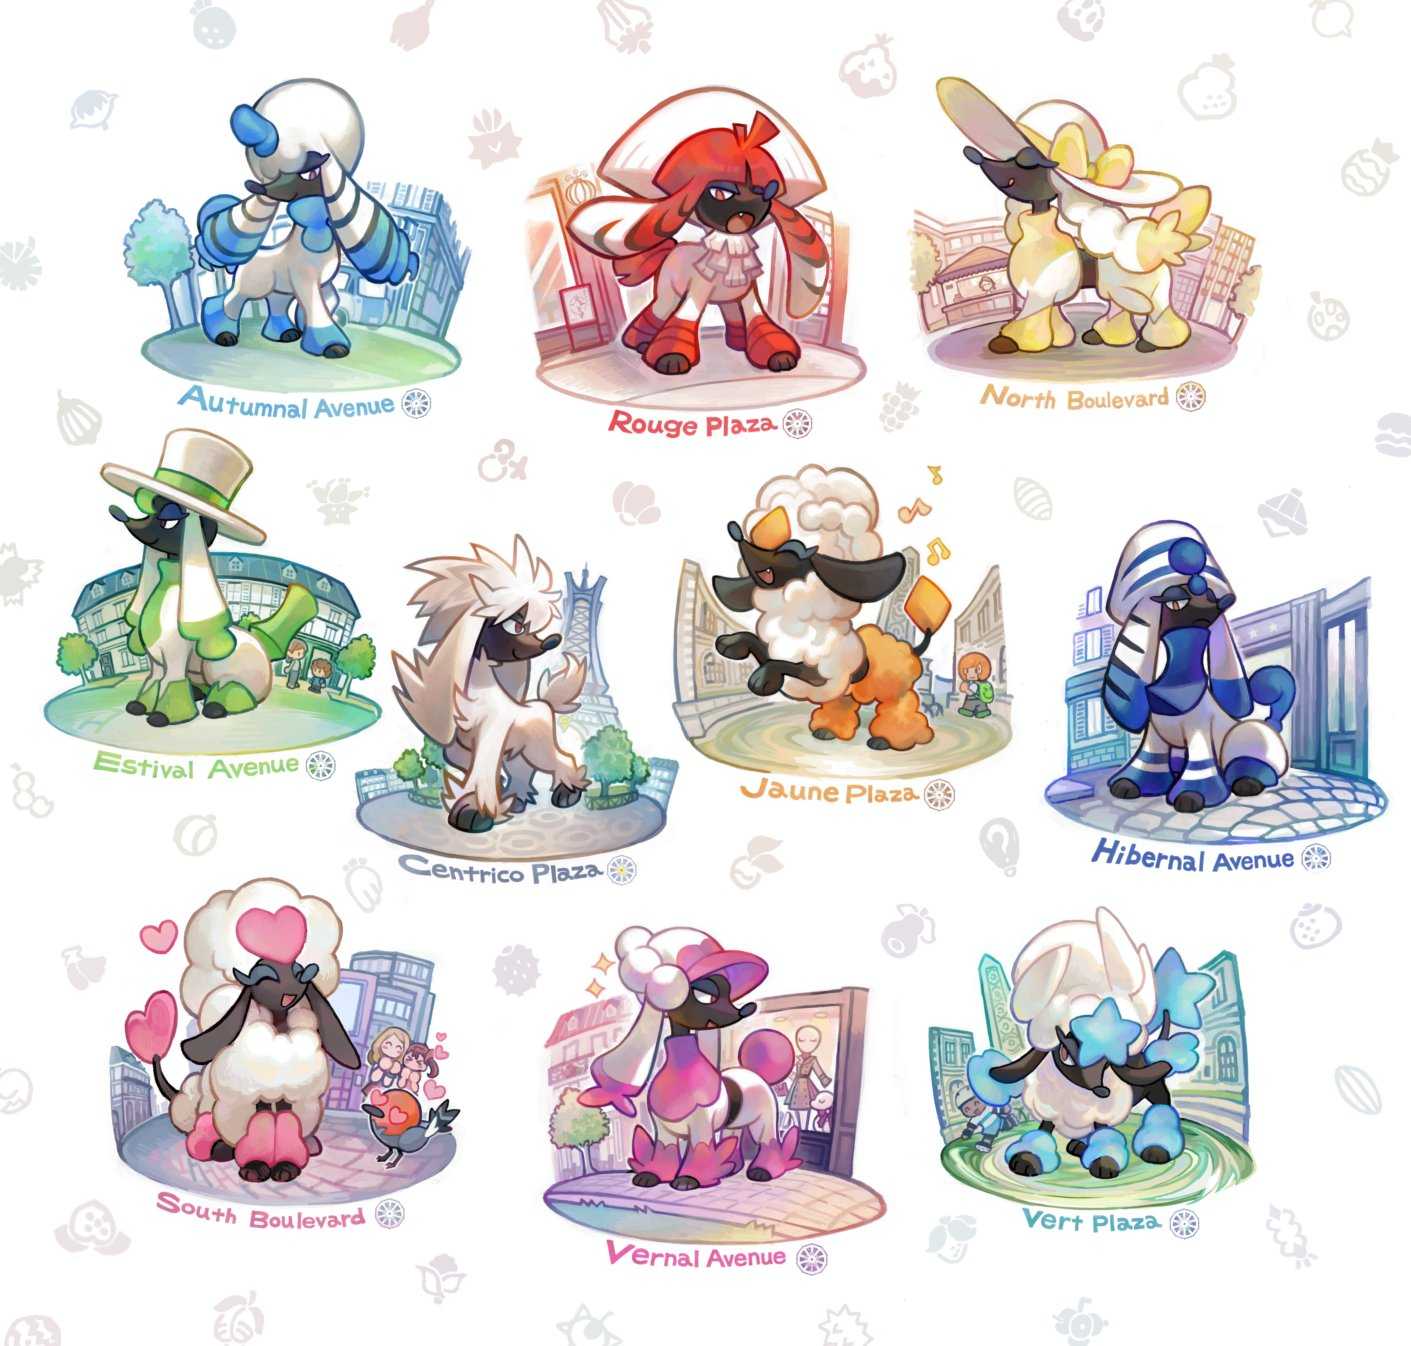 Autumnal Avenue
Rouge Plaza
North Boulevard
Estival Avenue
Centrico Plaza
Jaune Plaza
Hibernal Avenue
South Boulevard
Vernal Avenue
Vert Plaza